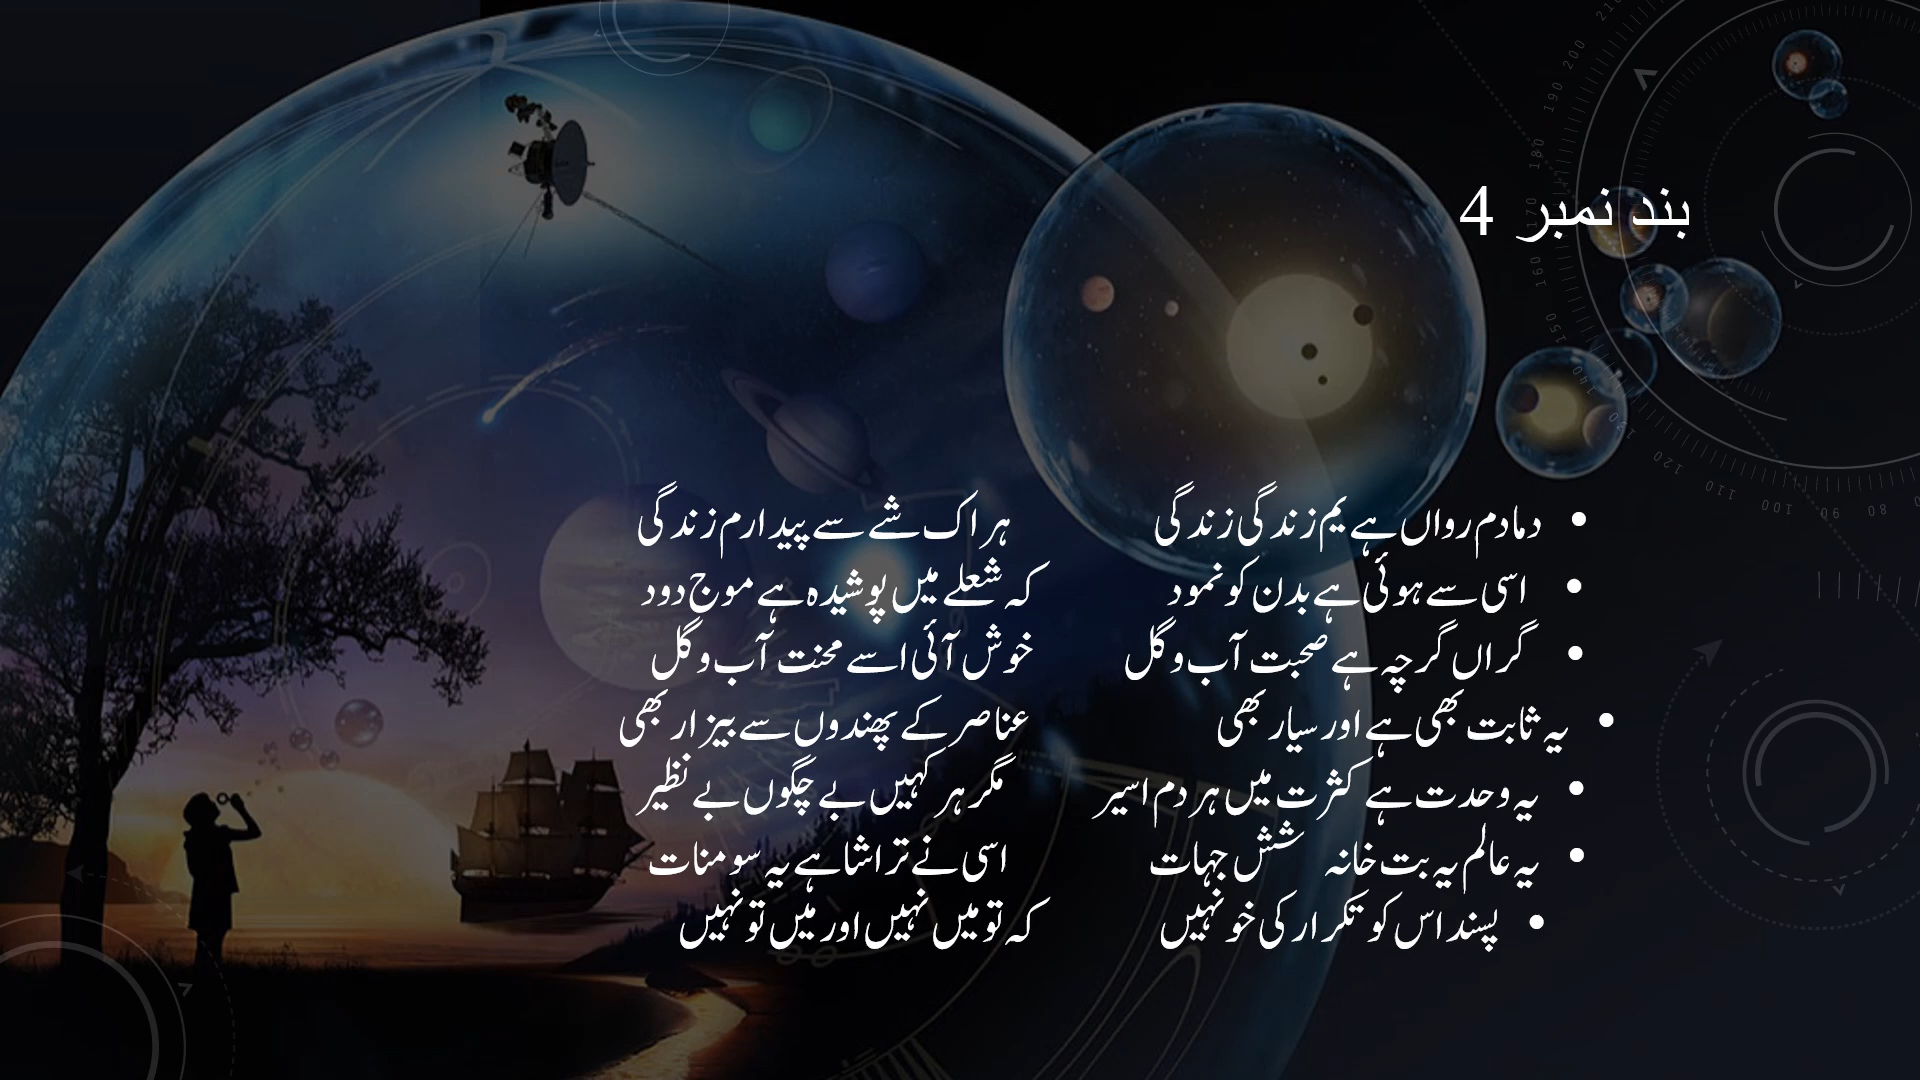 بند نمبر 4
• دمادم رواں ہے یم زندگی زندگی ہر اک شے سے پیدا رم زندگی
• اسی سے ہوئی ہے بدن کو نمود کہ شعلے میں پوشیدہ ہے موج دود
• گراں گرچہ ہے صحبت آب و گل خوش آئی اسے محنت آب و گل
• یہ ثابت بھی ہے اور سیار بھی عناصر کے پھندوں سے بیزار بھی
• یہ وحدت ہے کثرت میں ہر دم اسیر مگر ہر کہیں بے چگوں بے نظیر
• یہ عالم یہ بت خانہ شش جہات اسی نے تراشا ہے یہ سومنات
• پسند اس کو تکرار کی خو نہیں کہ تو میں نہیں اور میں تو نہیں